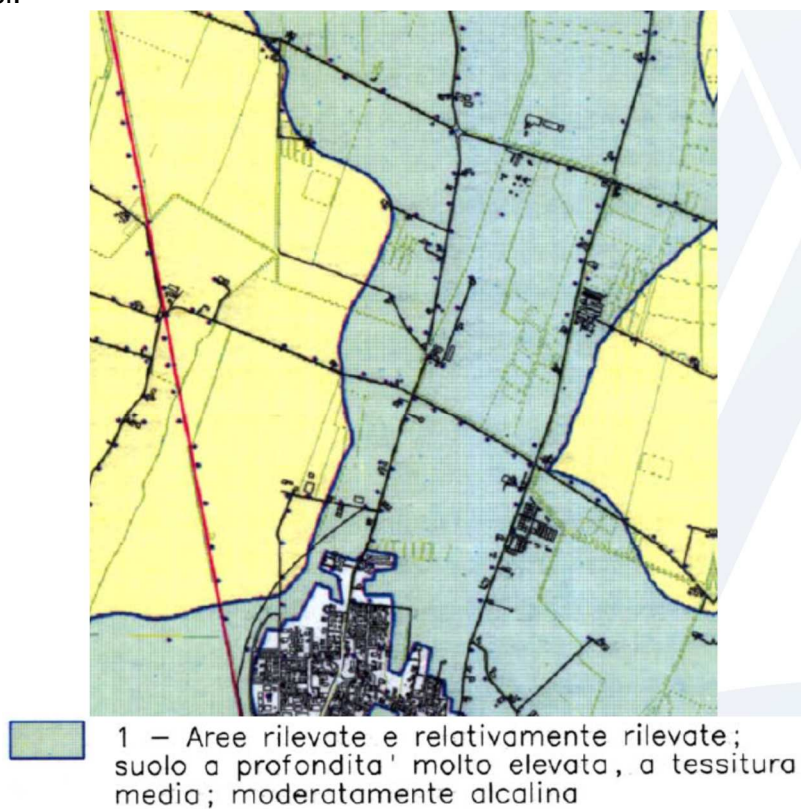 1 – Aree rilevate e relativamente rilevate;
suolo a profondita' molto elevata, a tessitura
media; moderatamente alcalina